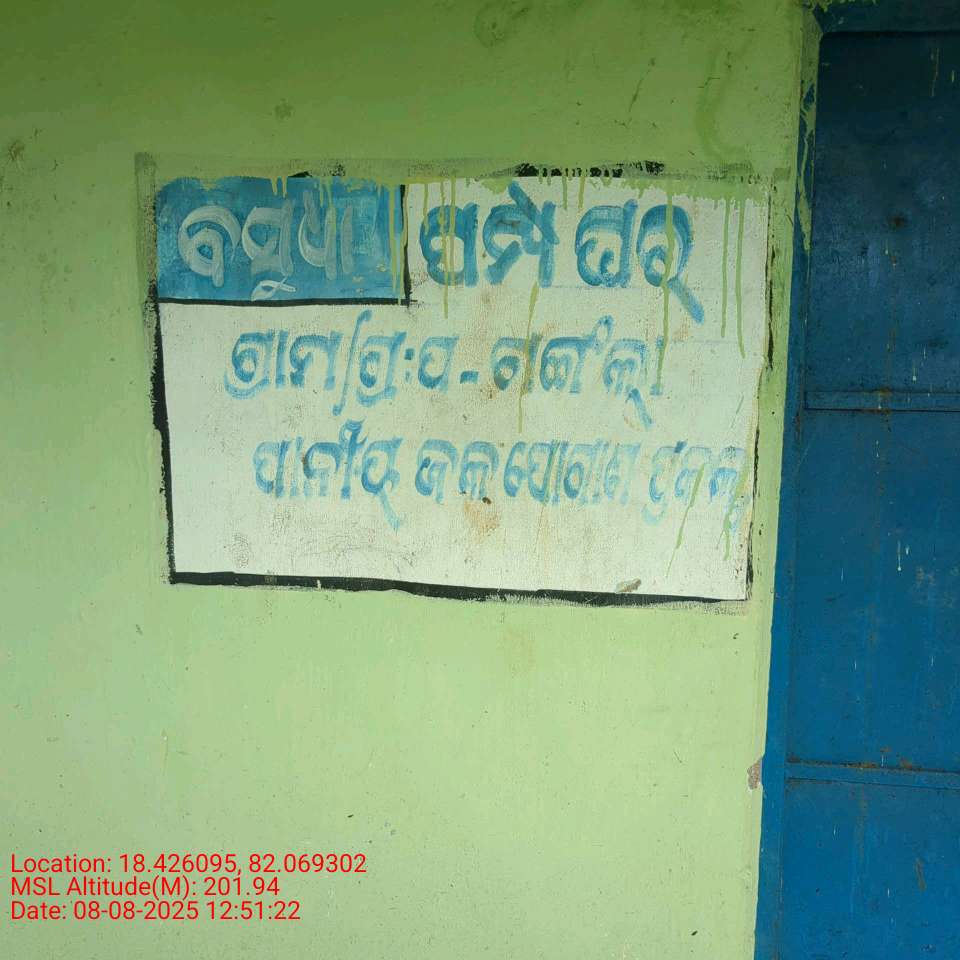 ବସୁଧା ପମ୍ପ ଘର
ଗ୍ରାମ/ଗ୍ର:ପ -
ପାନୀୟ ଜଳ ଯୋଗାଣ ପ୍ରକଳ୍ପ
Location: 18.426095, 82.069302
MSL Altitude(M): 201.94
Date: 08-08-2025 12:51:22